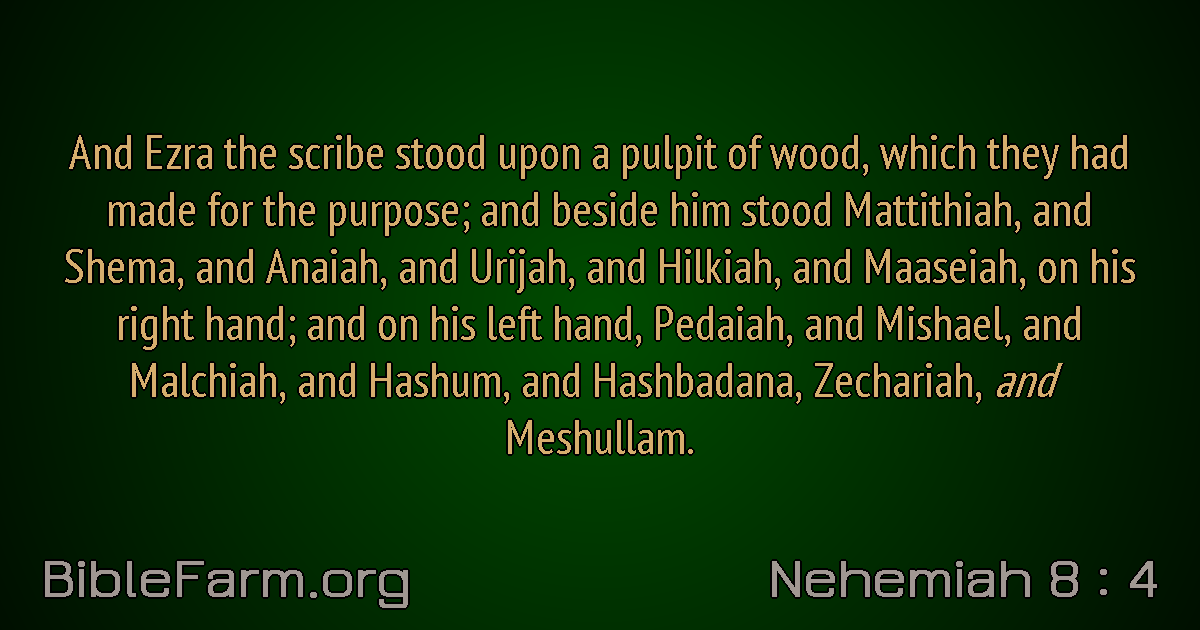 And Ezra the scribe stood upon a pulpit of wood, which they had
made for the purpose; and beside him stood Mattithiah, and
Shema, and Anaiah, and Urijah, and Hilkiah, and Maaseiah, on his
right hand; and on his left hand, Pedaiah, and Mishael, and
Malchiah, and Hashum, and Hashbadana, Zechariah, and
Meshullam.
BibleFarm.org
Nehemiah 8 : 4